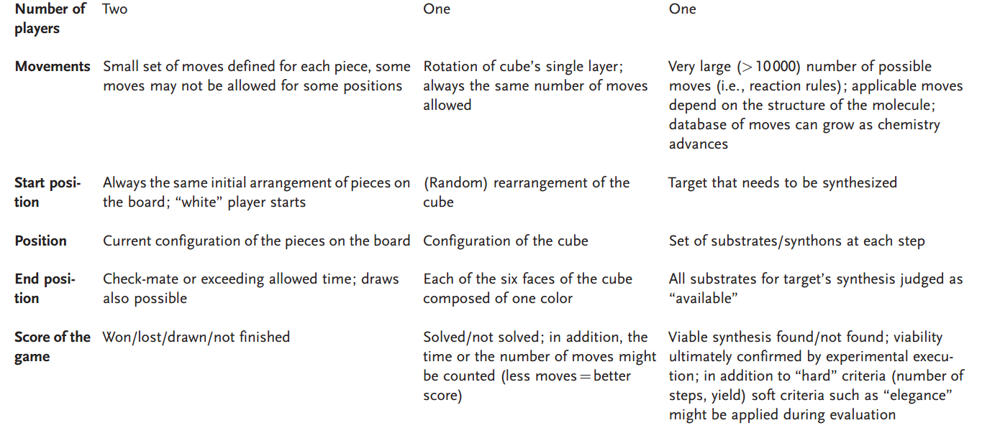 Number of players Two One One
Movements Small set of moves defined for each piece, some moves may not be allowed for some positions Rotation of cube's single layer; always the same number of moves allowed Very large (> 10 000) number of possible moves (i.e., reaction rules); applicable moves depend on the structure of the molecule; database of moves can grow as chemistry advances
Start posi-
tion
Always the same initial arrangement of pieces on
the board; “white” player starts
(Random) rearrangement of the
cube
Target that needs to be synthesized
Position
Current configuration of the pieces on the board
Configuration of the cube
Set of substrates/synthons at each step
End posi-
tion
Check-mate or exceeding allowed time; draws
also possible
Each of the six faces of the cube
composed of one color
All substrates for target’s synthesis judged as
“available”
Score of the
game
Won/lost/drawn/not finished
Solved/not solved; in addition, the
time or the number of moves might
be counted (less moves = better
score)
Viable synthesis found/not found; viability
ultimately confirmed by experimental execu-
tion; in addition to “hard” criteria (number of
steps, yield) soft criteria such as “elegance”
might be applied during evaluation